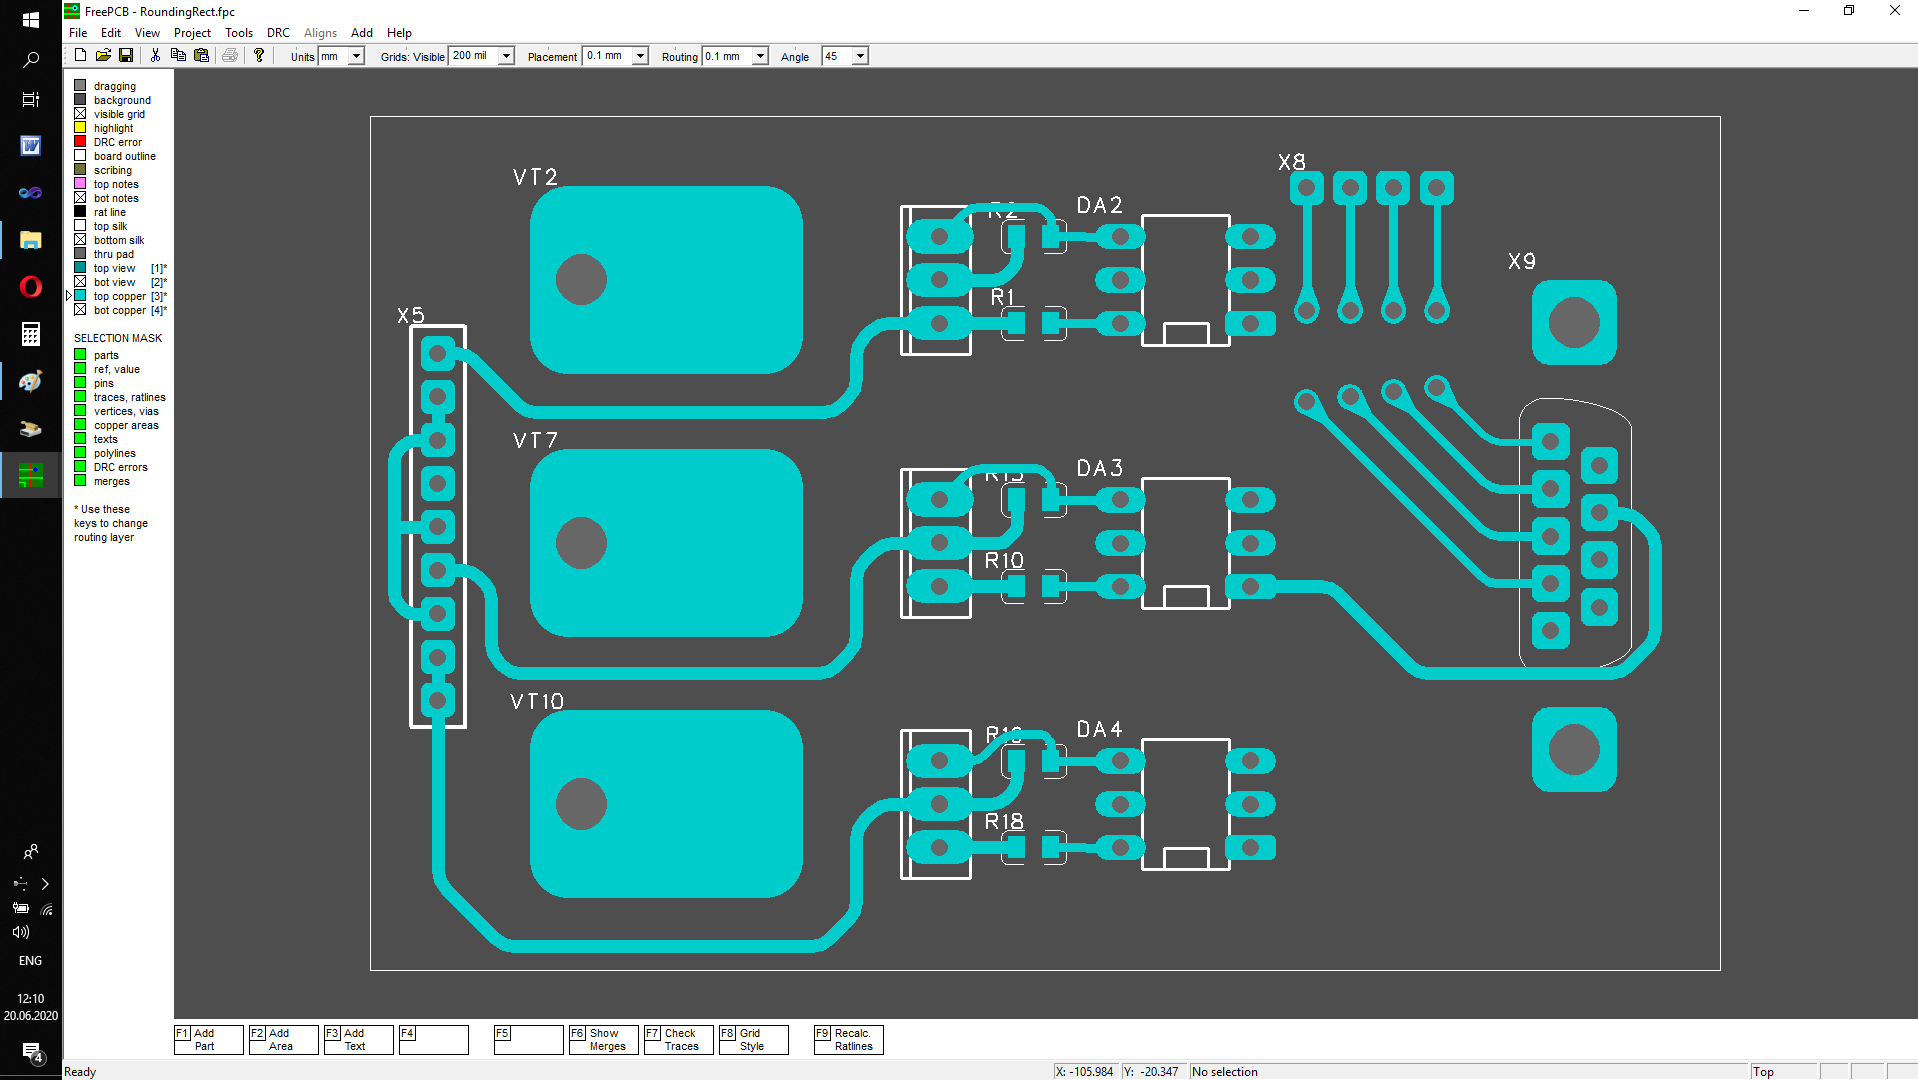 FreePCB - RoundingRect.fpc
File Edit View Project Tools DRC Aligns Add Help
Units mm Grids: Visible 200 mil Placement 0.1 mm Routing 0.1 mm Angle 45
dragging
background
visible grid
highlight
DRC error
board outline
scribing
top notes
bot notes
rat line
top silk
bottom silk
thru pad
top view [1]*
bot view [2]*
top copper [3]*
bot copper [4]*
SELECTION MASK
parts
ref, value
pins
traces, ratlines
vertices, vias
copper areas
texts
polylines
DRC errors
merges
* Use these
keys to change
routing layer
X8
VT2
R2
DA2
X9
R1
X5
VT7
DA3
R10
VT10
DA4
R18
F1 Add Part
F2 Add Area
F3 Add Text
F4
F5
F6 Show Merges
F7 Check Traces
F8 Grid Style
F9 Recalc. Ratlines
Ready
X: -105.984 Y: -20.347 No selection
Top
ENG
12:10
20.06.2020
4